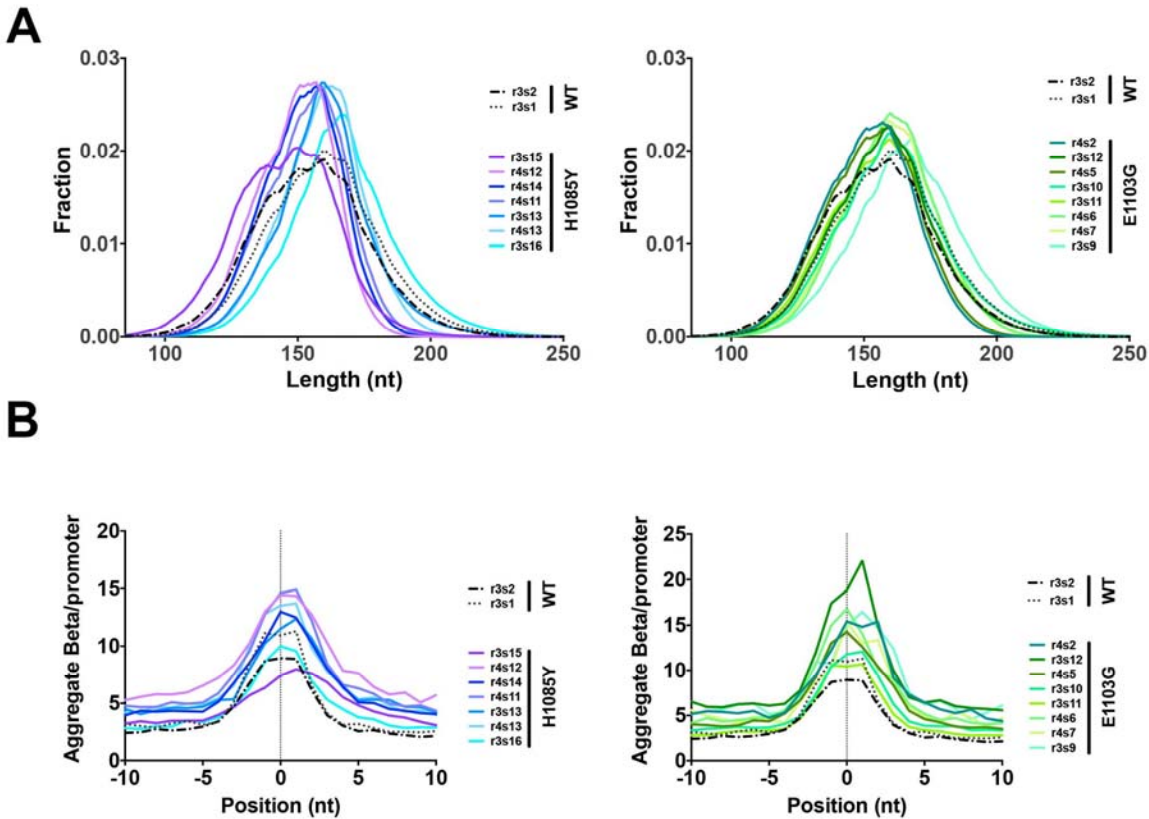 A
0.03
0.02
0.01
0.00
Fraction
100
150
200
250
Length (nt)
r3s2
r3s1
WT
r3s15
r4s12
r4s14
r4s11
r3s13
r4s13
r3s16
H1085Y
0.03
0.02
0.01
0.00
Fraction
100
150
200
250
Length (nt)
r3s2
r3s1
WT
r4s2
r3s12
r4s5
r3s10
r3s11
r4s6
r4s7
r3s9
E1103G
B
20
15
10
5
0
Aggregate Beta/promoter
-10
-5
0
5
10
Position (nt)
r3s2
r3s1
WT
r3s15
r4s12
r4s14
r4s11
r3s13
r4s13
r3s16
H1085Y
25
20
15
10
5
0
Aggregate Beta/promoter
-10
-5
0
5
10
Position (nt)
r3s2
r3s1
WT
r4s2
r3s12
r4s5
r3s10
r3s11
r4s6
r4s7
r3s9
E1103G